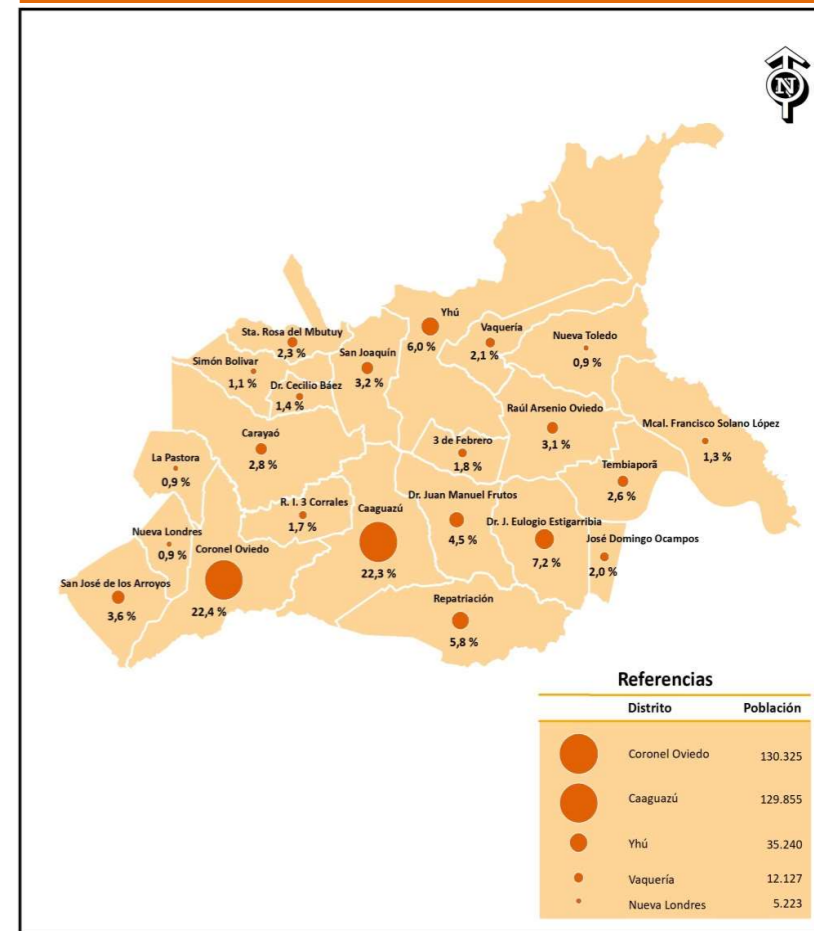 N
Yhú
6,0 %
Vaquería
2,1 %
Nueva Toledo
0,9 %
Sta. Rosa del Mbutuy
2,3 %
San Joaquín
3,2 %
Simón Bolivar
1,1 %
Dr. Cecilio Báez
1,4 %
Raúl Arsenio Oviedo
3,1 %
Mcal. Francisco Solano López
1,3 %
Carayaó
2,8 %
3 de Febrero
1,8 %
La Pastora
0,9 %
Tembiaporã
2,6 %
R. I. 3 Corrales
1,7 %
Caaguazú
22,3 %
Dr. Juan Manuel Frutos
4,5 %
Dr. J. Eulogio Estigarribia
7,2 %
Nueva Londres
0,9 %
Coronel Oviedo
22,4 %
José Domingo Ocampos
2,0 %
San José de los Arroyos
3,6 %
Repatriación
5,8 %
Referencias
Distrito Población
Coronel Oviedo 130.325
Caaguazú 129.855
Yhú 35.240
Vaquería 12.127
Nueva Londres 5.223